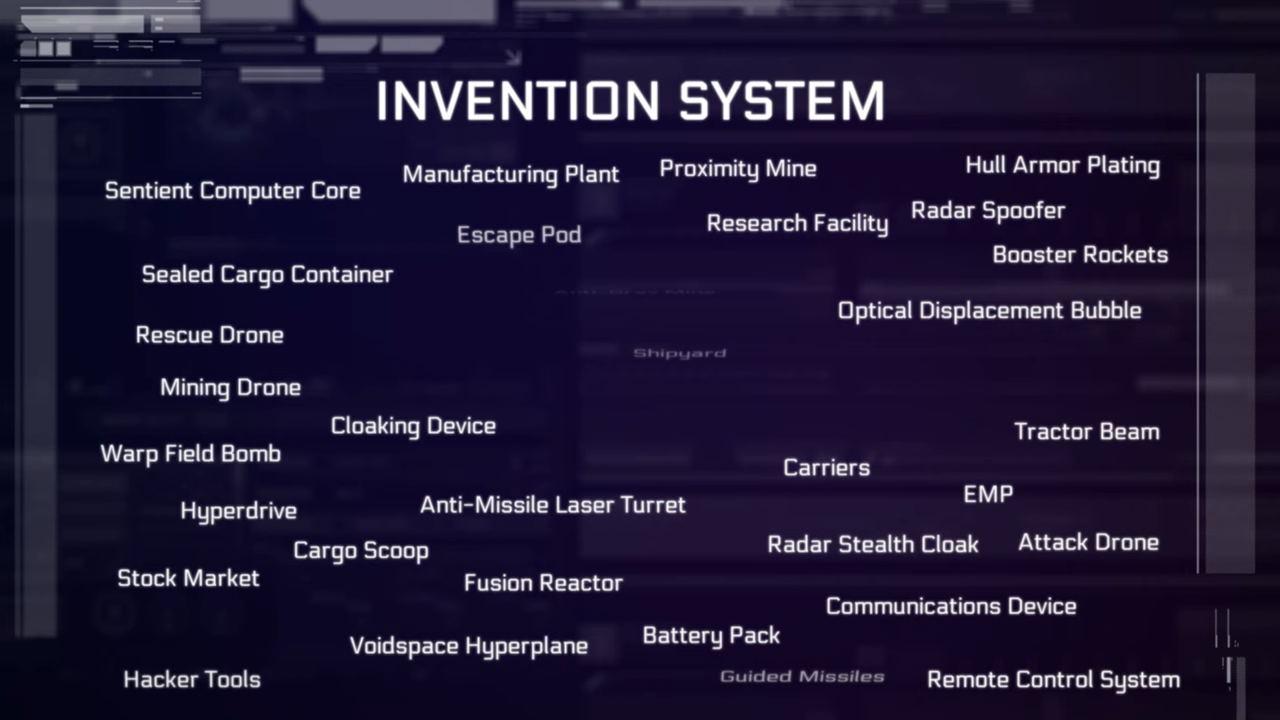 INVENTION SYSTEM
Hull Armor Plating
Proximity Mine
Manufacturing Plant
Sentient Computer Core
Radar Spoofer
Research Facility
Escape Pod
Booster Rockets
Sealed Cargo Container
Optical Displacement Bubble
Rescue Drone
Shipyard
Mining Drone
Cloaking Device
Tractor Beam
Warp Field Bomb
Carriers
EMP
Anti-Missile Laser Turret
Hyperdrive
Attack Drone
Radar Stealth Cloak
Cargo Scoop
Stock Market
Fusion Reactor
Communications Device
Battery Pack
Voidspace Hyperplane
Guided Missiles
Hacker Tools
Remote Control System